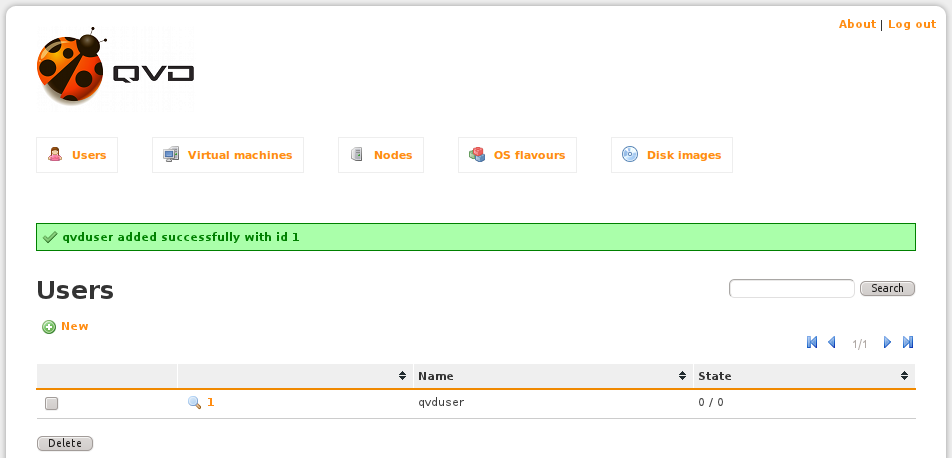 About | Log out
QVD
Users Virtual machines Nodes OS flavours Disk images
qvduser added successfully with id 1
Users Search
New
1/1
Name State
1 qvduser 0 / 0
Delete